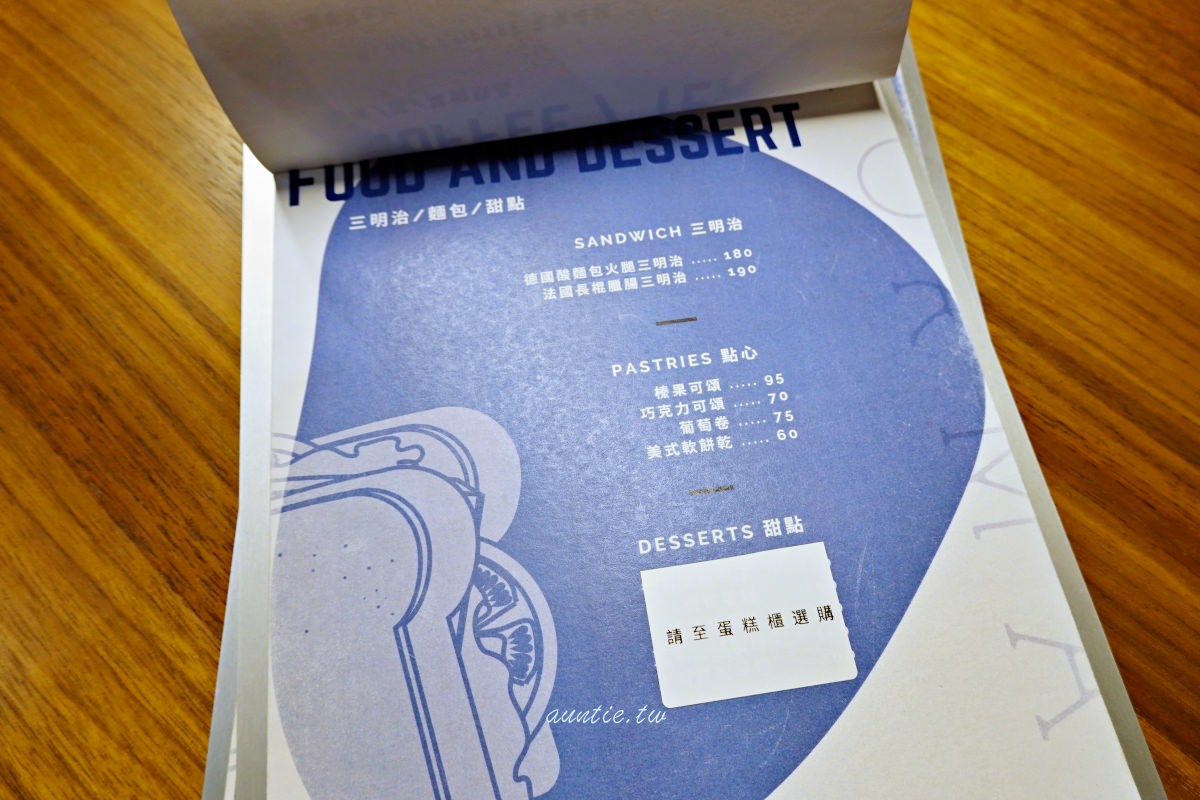 FOOD AND DESSERT
三明治/麵包/甜點
SANDWICH 三明治
德國酸麵包火腿三明治 ..... 180
法國長棍臘腸三明治 ..... 190
PASTRIES 點心
榛果可頌 ..... 95
巧克力可頌 ..... 70
葡萄卷 ..... 75
美式軟餅乾 ..... 60
DESSERTS 甜點
請至蛋糕櫃選購
auntie.tw